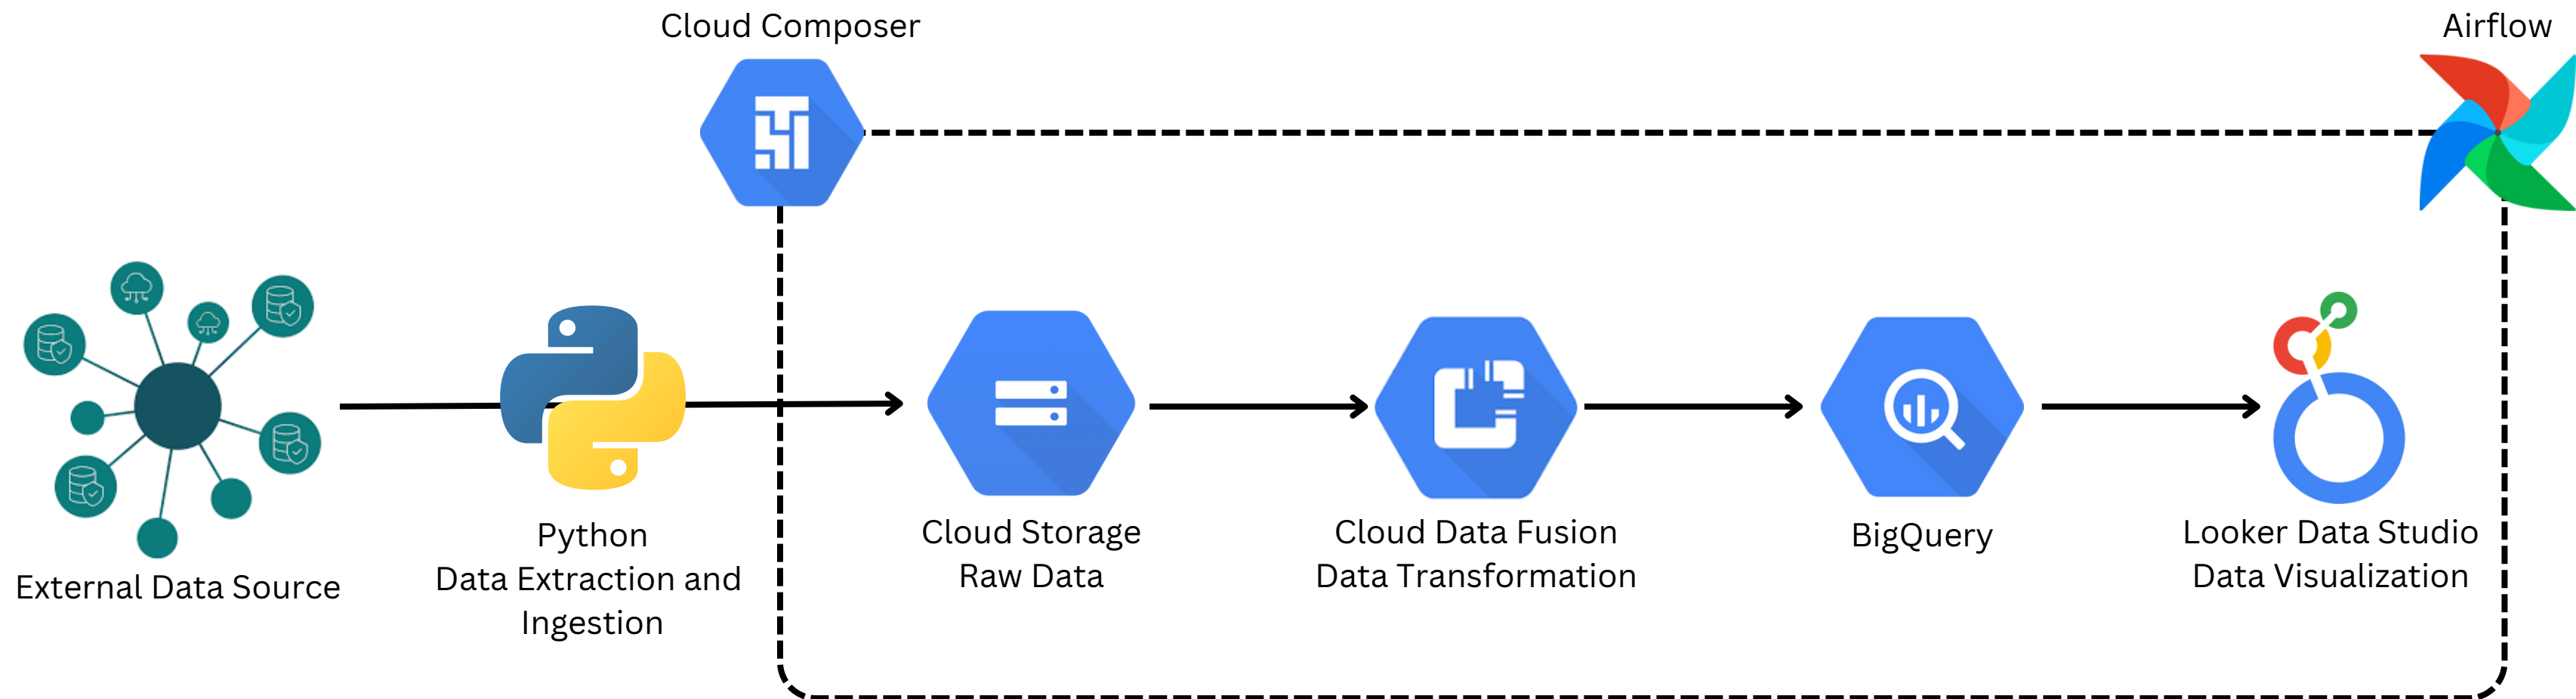 Cloud Composer
Airflow
External Data Source
Python
Data Extraction and
Ingestion
Cloud Storage
Raw Data
Cloud Data Fusion
Data Transformation
BigQuery
Looker Data Studio
Data Visualization